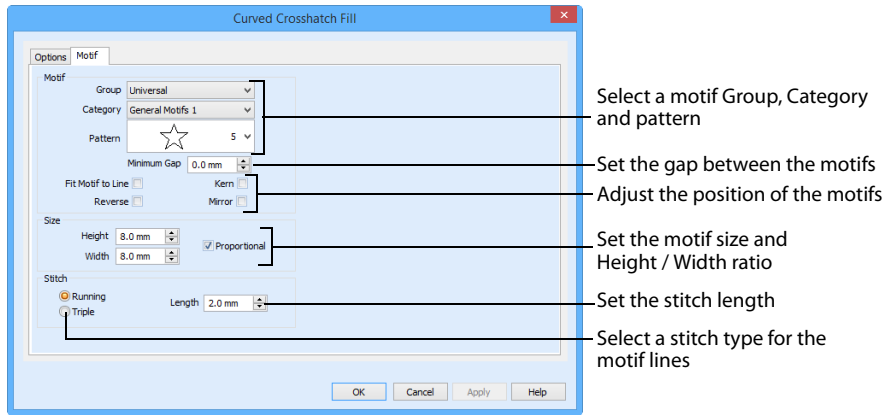 Curved Crosshatch Fill
Options Motif
Motif
Group Universal
Category General Motifs 1
Pattern 5
Minimum Gap 0.0 mm
Fit Motif to Line Kern
Reverse Mirror
Size
Height 8.0 mm
Width 8.0 mm
Proportional
Stitch
Running
Triple
Length 2.0 mm
OK Cancel Apply Help
Select a motif Group, Category
and pattern
Set the gap between the motifs
Adjust the position of the motifs
Set the motif size and
Height / Width ratio
Set the stitch length
Select a stitch type for the
motif lines